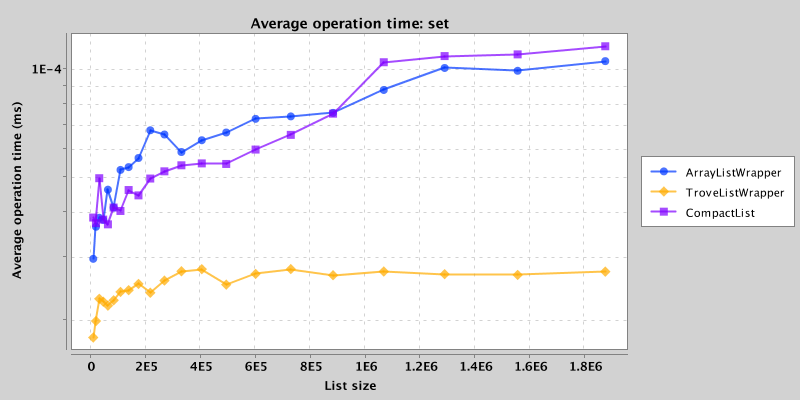 Average operation time: set
Average operation time (ms)
1E−4
0 2E5 4E5 6E5 8E5 1E6 1.2E6 1.4E6 1.6E6 1.8E6
List size
ArrayListWrapper
TroveListWrapper
CompactList